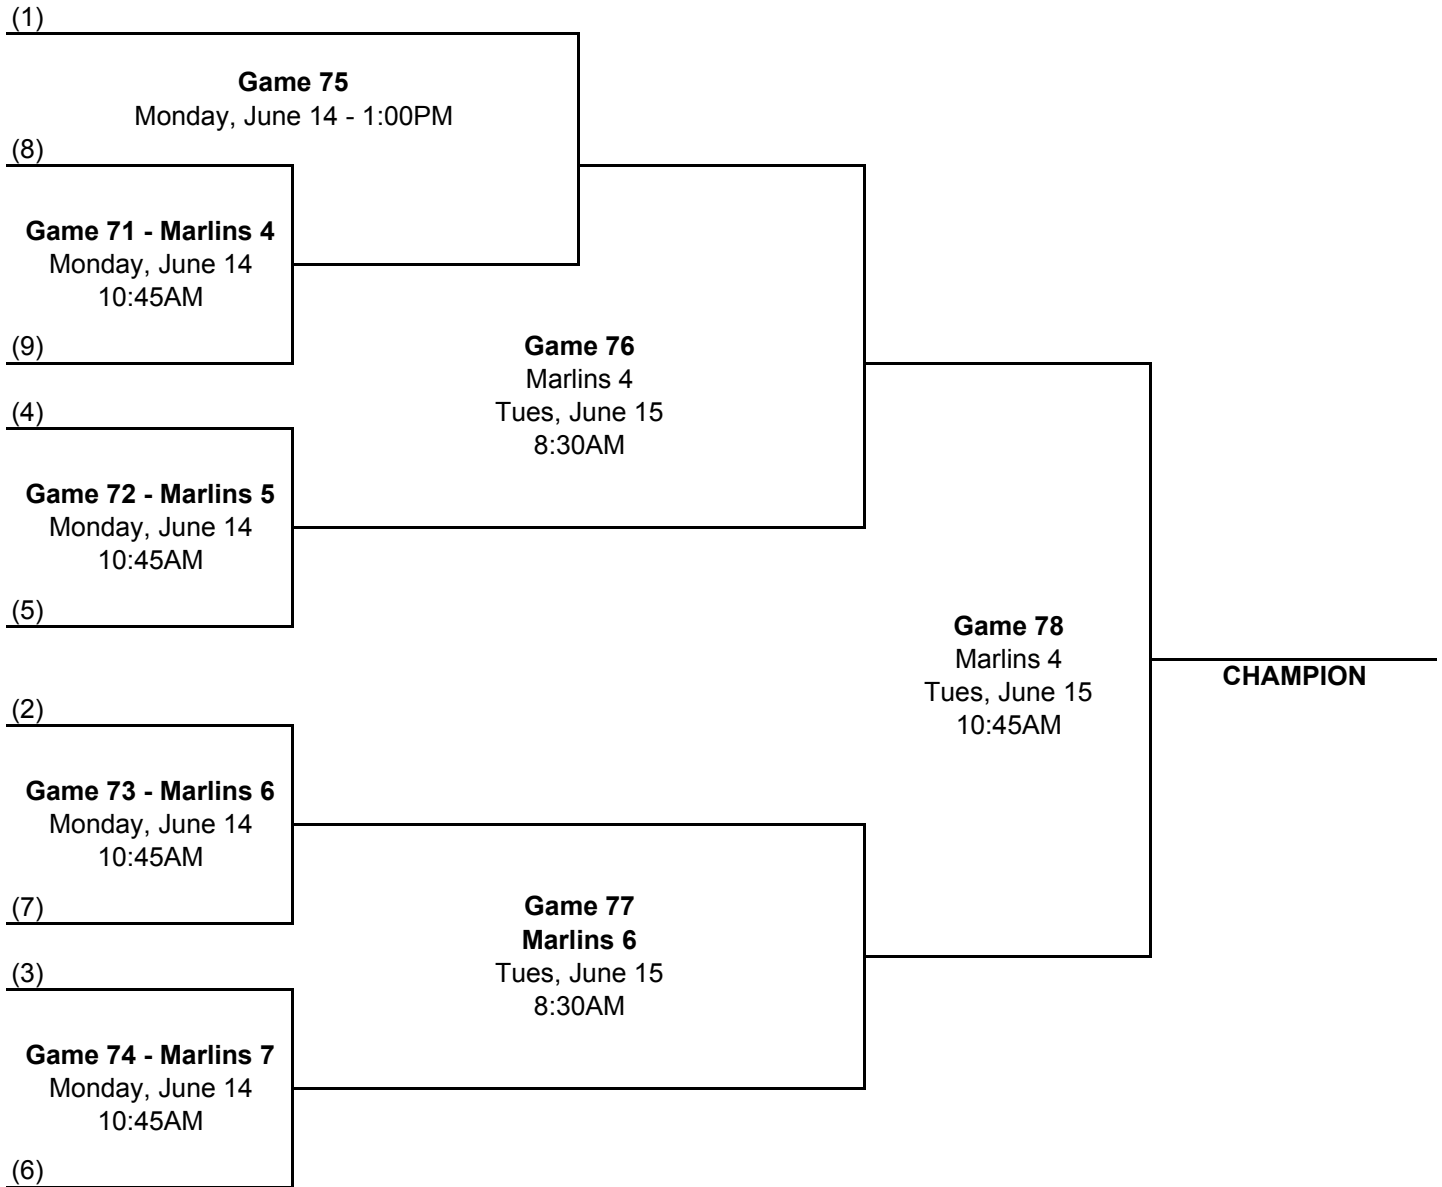 (1)
Game 75
Monday, June 14 - 1:00PM
(8)
Game 71 - Marlins 4
Monday, June 14
10:45AM
(9)
Game 76
Marlins 4
Tues, June 15
8:30AM
(4)
Game 72 - Marlins 5
Monday, June 14
10:45AM
(5)
Game 78
Marlins 4
Tues, June 15
10:45AM
CHAMPION
(2)
Game 73 - Marlins 6
Monday, June 14
10:45AM
(7)
Game 77
Marlins 6
Tues, June 15
8:30AM
(3)
Game 74 - Marlins 7
Monday, June 14
10:45AM
(6)